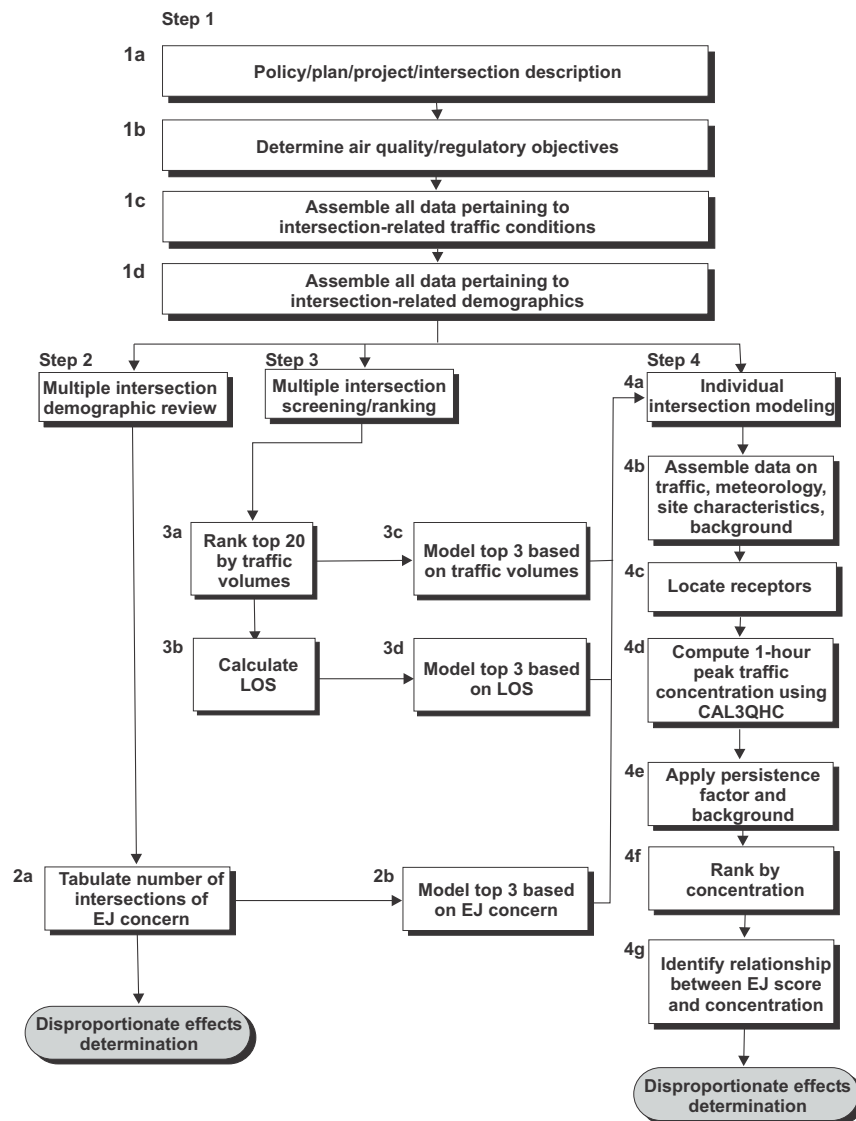 Step 1
1a
Policy/plan/project/intersection description
1b
Determine air quality/regulatory objectives
1c
Assemble all data pertaining to
intersection-related traffic conditions
1d
Assemble all data pertaining to
intersection-related demographics
Step 2
Multiple intersection
demographic review
Step 3
Multiple intersection
screening/ranking
Step 4
4a
Individual
intersection modeling
4b
Assemble data on
traffic, meteorology,
site characteristics,
background
3a
Rank top 20
by traffic
volumes
3c
Model top 3 based
on traffic volumes
4c
Locate receptors
3b
Calculate
LOS
3d
Model top 3 based
on LOS
4d
Compute 1-hour
peak traffic
concentration using
CAL3QHC
4e
Apply persistence
factor and
background
2a
Tabulate number of
intersections of
EJ concern
2b
Model top 3 based
on EJ concern
4f
Rank by
concentration
4g
Identify relationship
between EJ score
and concentration
Disproportionate effects
determination
Disproportionate effects
determination